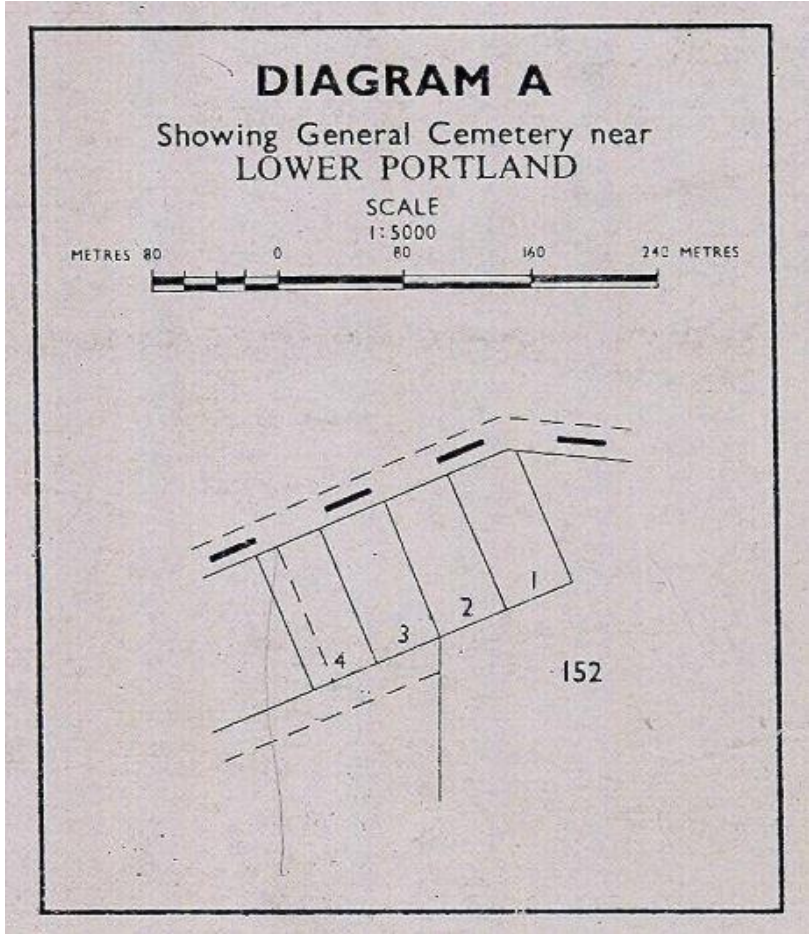 DIAGRAM A
Showing General Cemetery near
LOWER PORTLAND
SCALE
1:5000
METRES 80 0 80 160 240 METRES
1
2
3
4
152